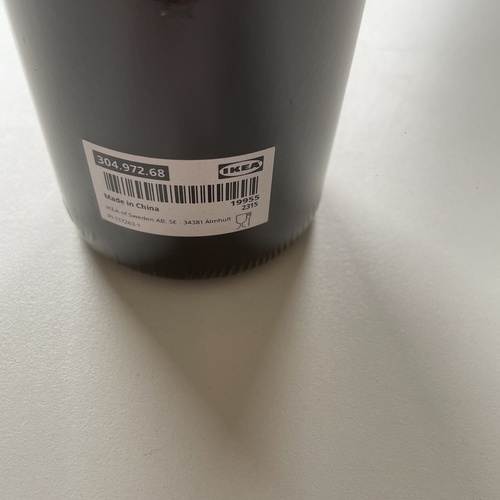 304.972.68
IKEA
Made in China
19955
2315
IKEA of Sweden AB, SE - 34381 Älmhult